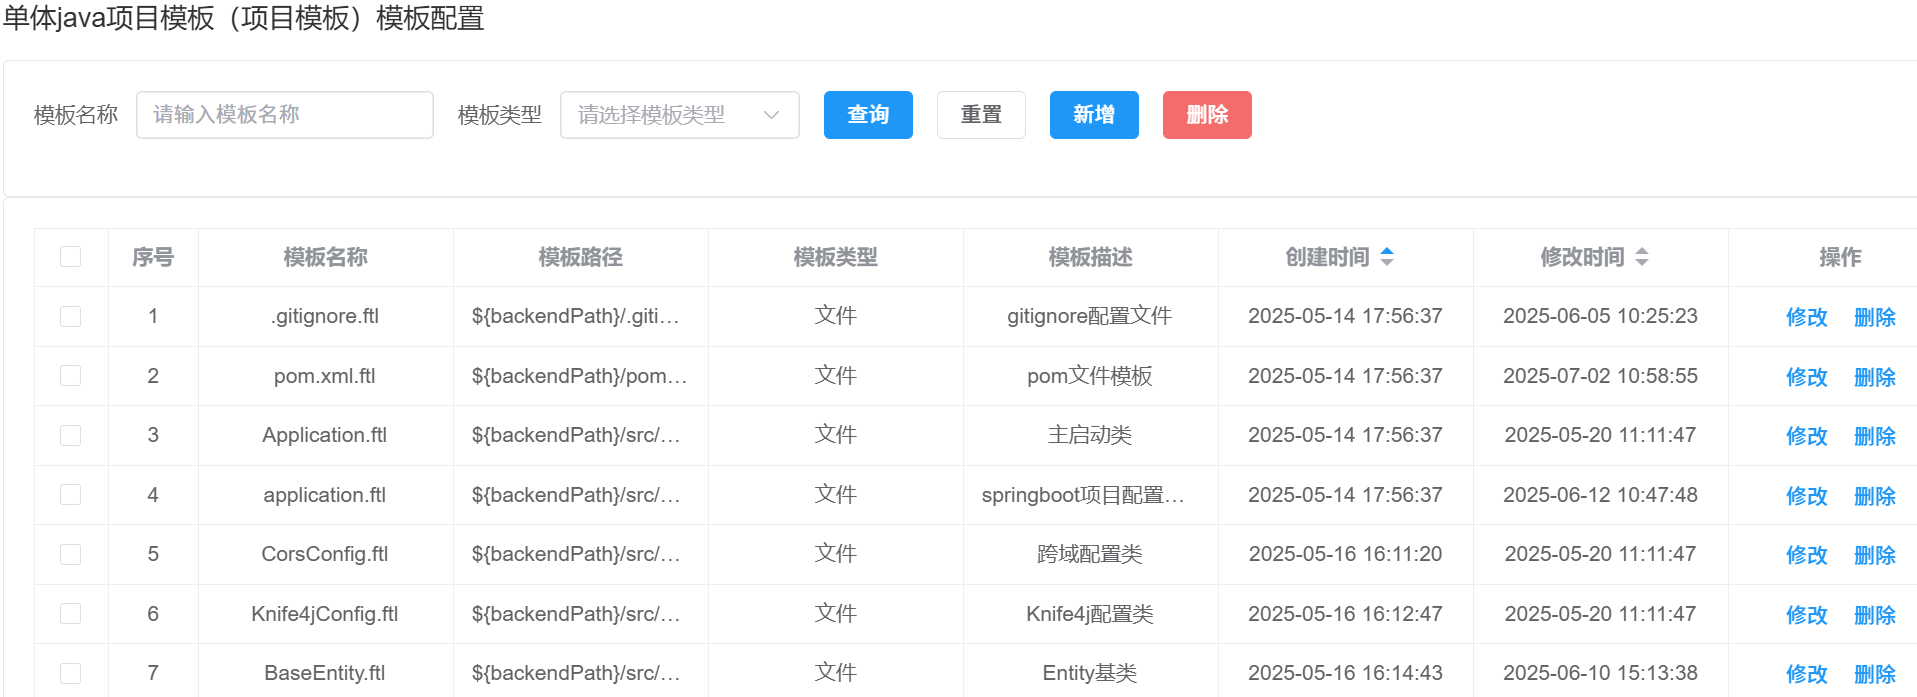 单体java项目模板（项目模板）模板配置
模板名称 请输入模板名称 模板类型 请选择模板类型 查询 重置 新增 删除
序号 模板名称 模板路径 模板类型 模板描述 创建时间 修改时间 操作
1 .gitignore.ftl ${backendPath}/.giti... 文件 gitignore配置文件 2025-05-14 17:56:37 2025-06-05 10:25:23 修改 删除
2 pom.xml.ftl ${backendPath}/pom... 文件 pom文件模板 2025-05-14 17:56:37 2025-07-02 10:58:55 修改 删除
3 Application.ftl ${backendPath}/src/... 文件 主启动类 2025-05-14 17:56:37 2025-05-20 11:11:47 修改 删除
4 application.ftl ${backendPath}/src/... 文件 springboot项目配置... 2025-05-14 17:56:37 2025-06-12 10:47:48 修改 删除
5 CorsConfig.ftl ${backendPath}/src/... 文件 跨域配置类 2025-05-16 16:11:20 2025-05-20 11:11:47 修改 删除
6 Knife4jConfig.ftl ${backendPath}/src/... 文件 Knife4j配置类 2025-05-16 16:12:47 2025-05-20 11:11:47 修改 删除
7 BaseEntity.ftl ${backendPath}/src/... 文件 Entity基类 2025-05-16 16:14:43 2025-06-10 15:13:38 修改 删除